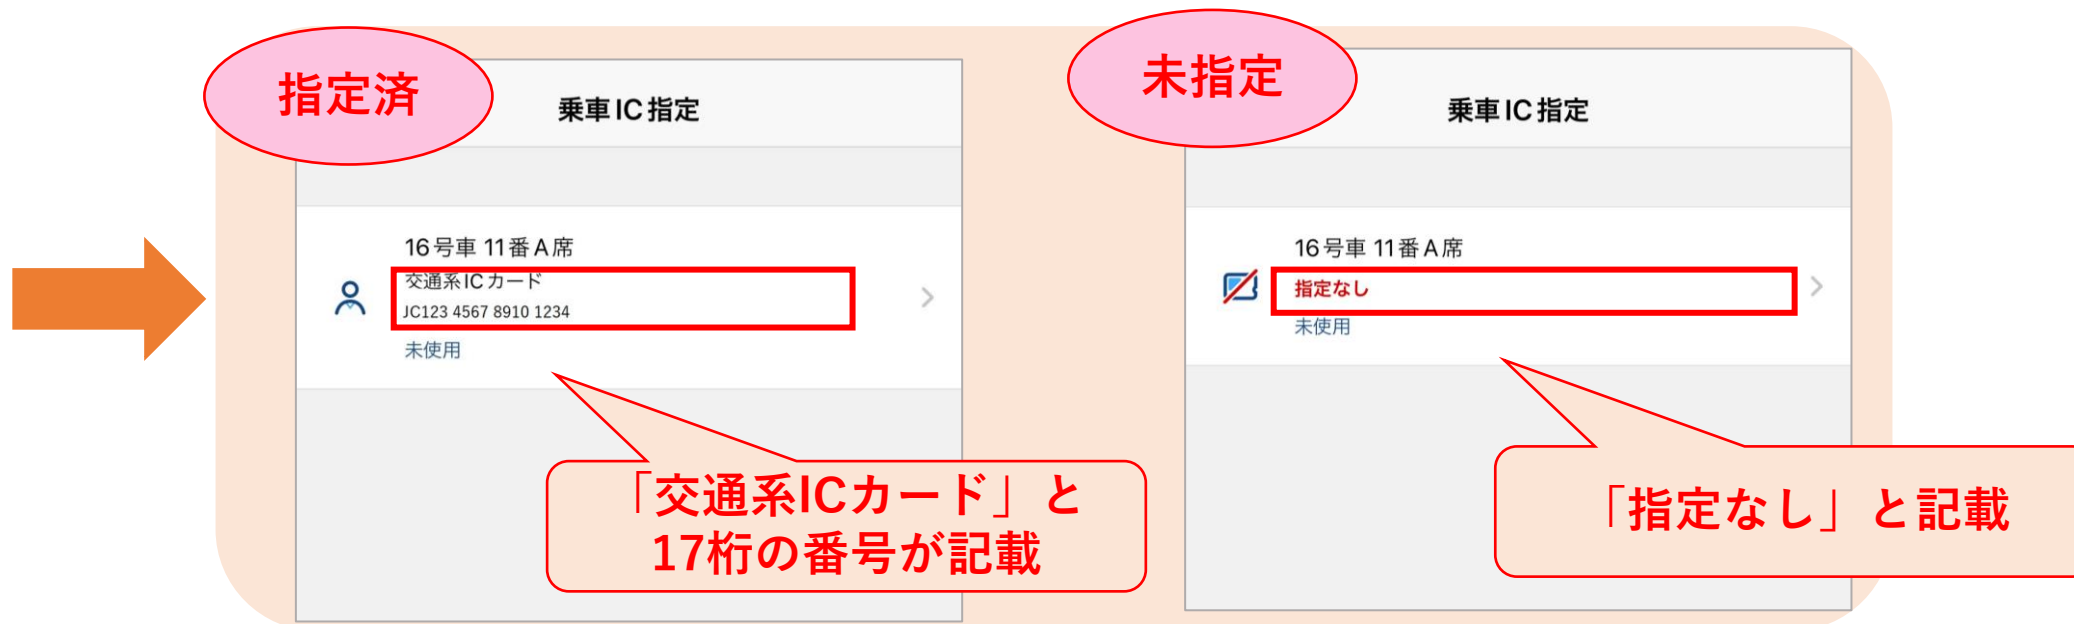 指定済
乗車IC指定
16号車 11番A席
交通系ICカード
JC123 4567 8910 1234
未使用
「交通系ICカード」と
17桁の番号が記載
未指定
乗車IC指定
16号車 11番A席
指定なし
未使用
「指定なし」と記載